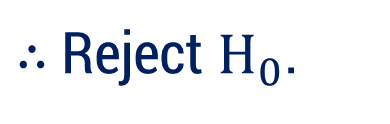 ∴ Reject H₀.